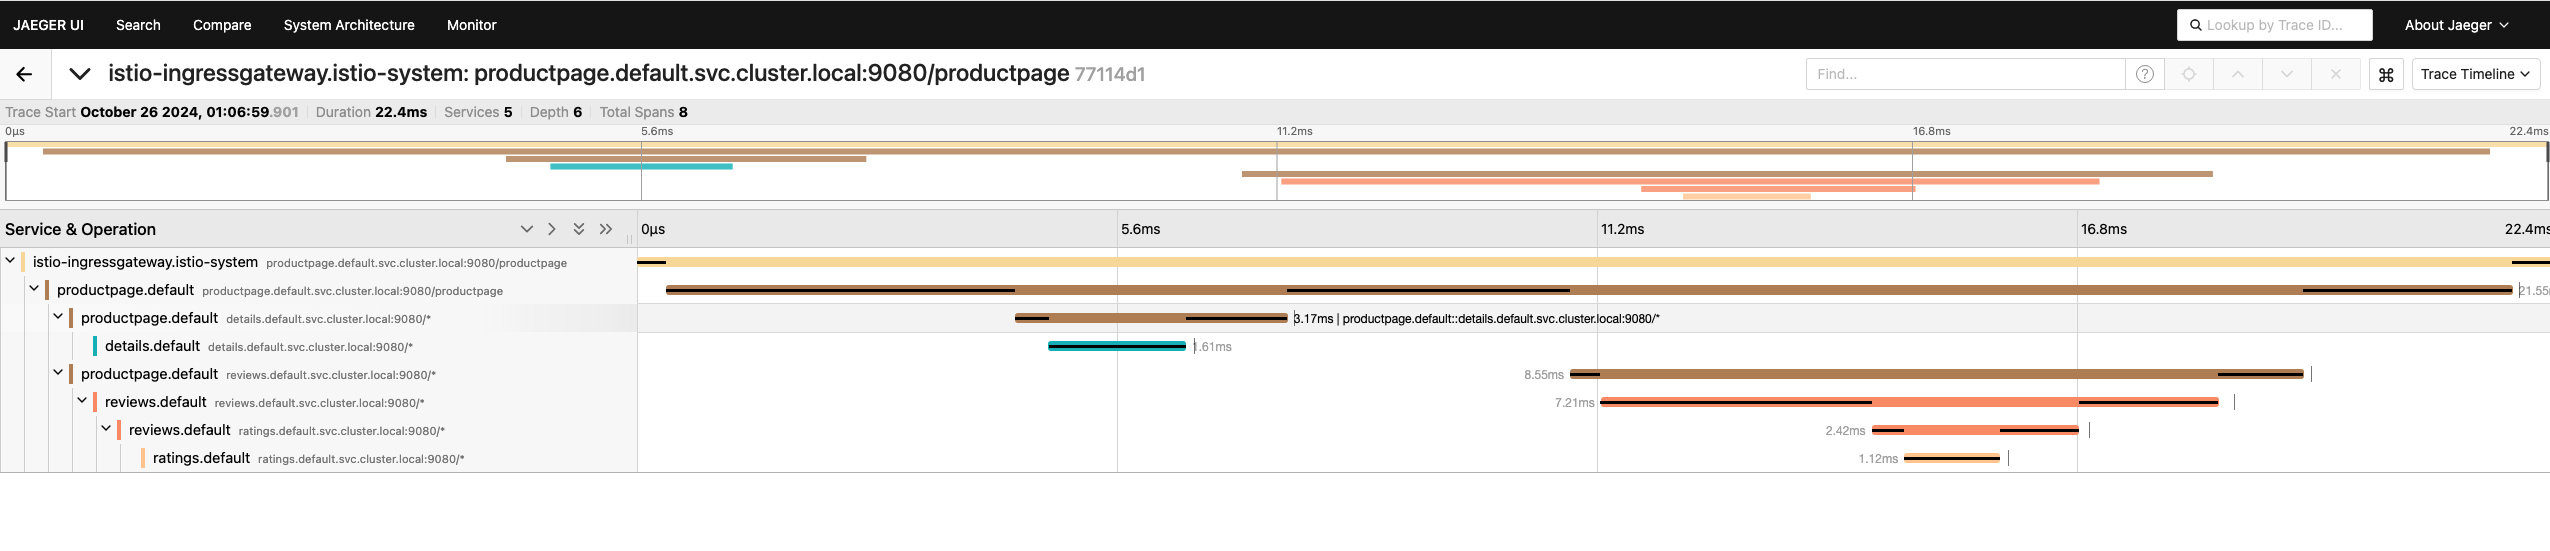 JAEGER UI Search Compare System Architecture Monitor Lookup by Trace ID... About Jaeger
istio-ingressgateway.istio-system: productpage.default.svc.cluster.local:9080/productpage 77114d1 Find... ? ⌘ Trace Timeline
Trace Start October 26 2024, 01:06:59.901 Duration 22.4ms Services 5 Depth 6 Total Spans 8
0μs 5.6ms 11.2ms 16.8ms 22.4ms
Service & Operation 0μs 5.6ms 11.2ms 16.8ms 22.4ms
istio-ingressgateway.istio-system productpage.default.svc.cluster.local:9080/productpage
productpage.default productpage.default.svc.cluster.local:9080/productpage 21.55
productpage.default details.default.svc.cluster.local:9080/* 3.17ms | productpage.default::details.default.svc.cluster.local:9080/*
details.default details.default.svc.cluster.local:9080/* 1.61ms
productpage.default reviews.default.svc.cluster.local:9080/* 8.55ms
reviews.default reviews.default.svc.cluster.local:9080/* 7.21ms
reviews.default ratings.default.svc.cluster.local:9080/* 2.42ms
ratings.default ratings.default.svc.cluster.local:9080/* 1.12ms